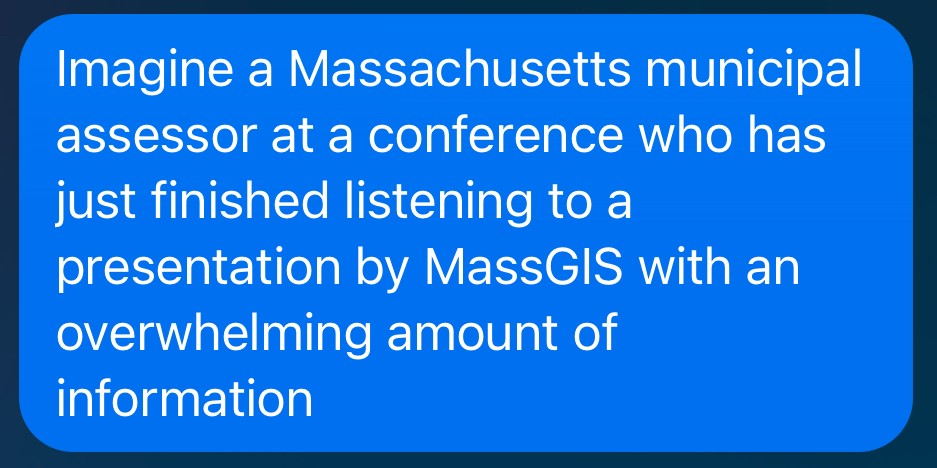 Imagine a Massachusetts municipal
assessor at a conference who has
just finished listening to a
presentation by MassGIS with an
overwhelming amount of
information